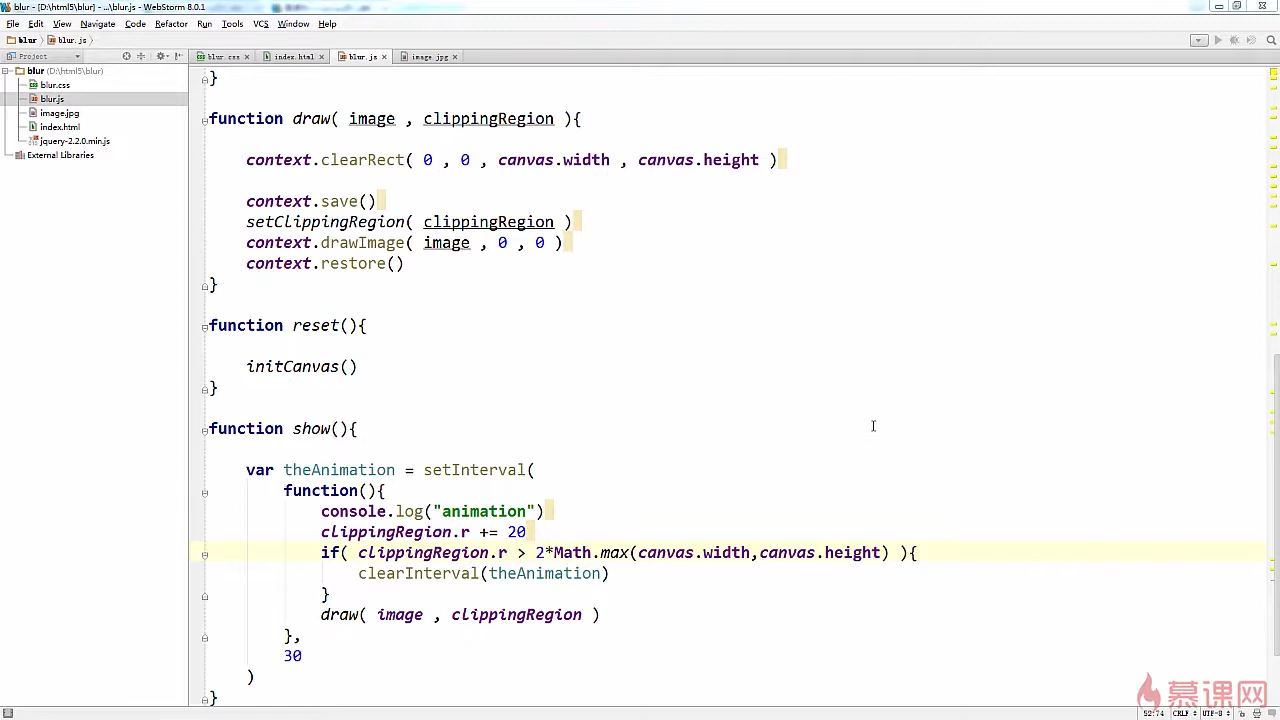 blur - [D:\html5\blur] - ...\blur.js - WebStorm 8.0.1
File Edit View Navigate Code Refactor Run Tools VCS Window Help
blur blur.js
Project blur.css index.html blur.js image.jpg
blur (D:\html5\blur)
blur.css
blur.js
image.jpg
index.html
jquery-2.2.0.min.js
External Libraries
}
function draw( image , clippingRegion ){
context.clearRect( 0 , 0 , canvas.width , canvas.height )
context.save()
setClippingRegion( clippingRegion )
context.drawImage( image , 0 , 0 )
context.restore()
}
function reset(){
initCanvas()
}
function show(){
var theAnimation = setInterval(
function(){
console.log("animation")
clippingRegion.r += 20
if( clippingRegion.r > 2*Math.max(canvas.width,canvas.height) ){
clearInterval(theAnimation)
}
draw( image , clippingRegion )
},
30
)
}
慕课网
52:74 CRLF UTF-8